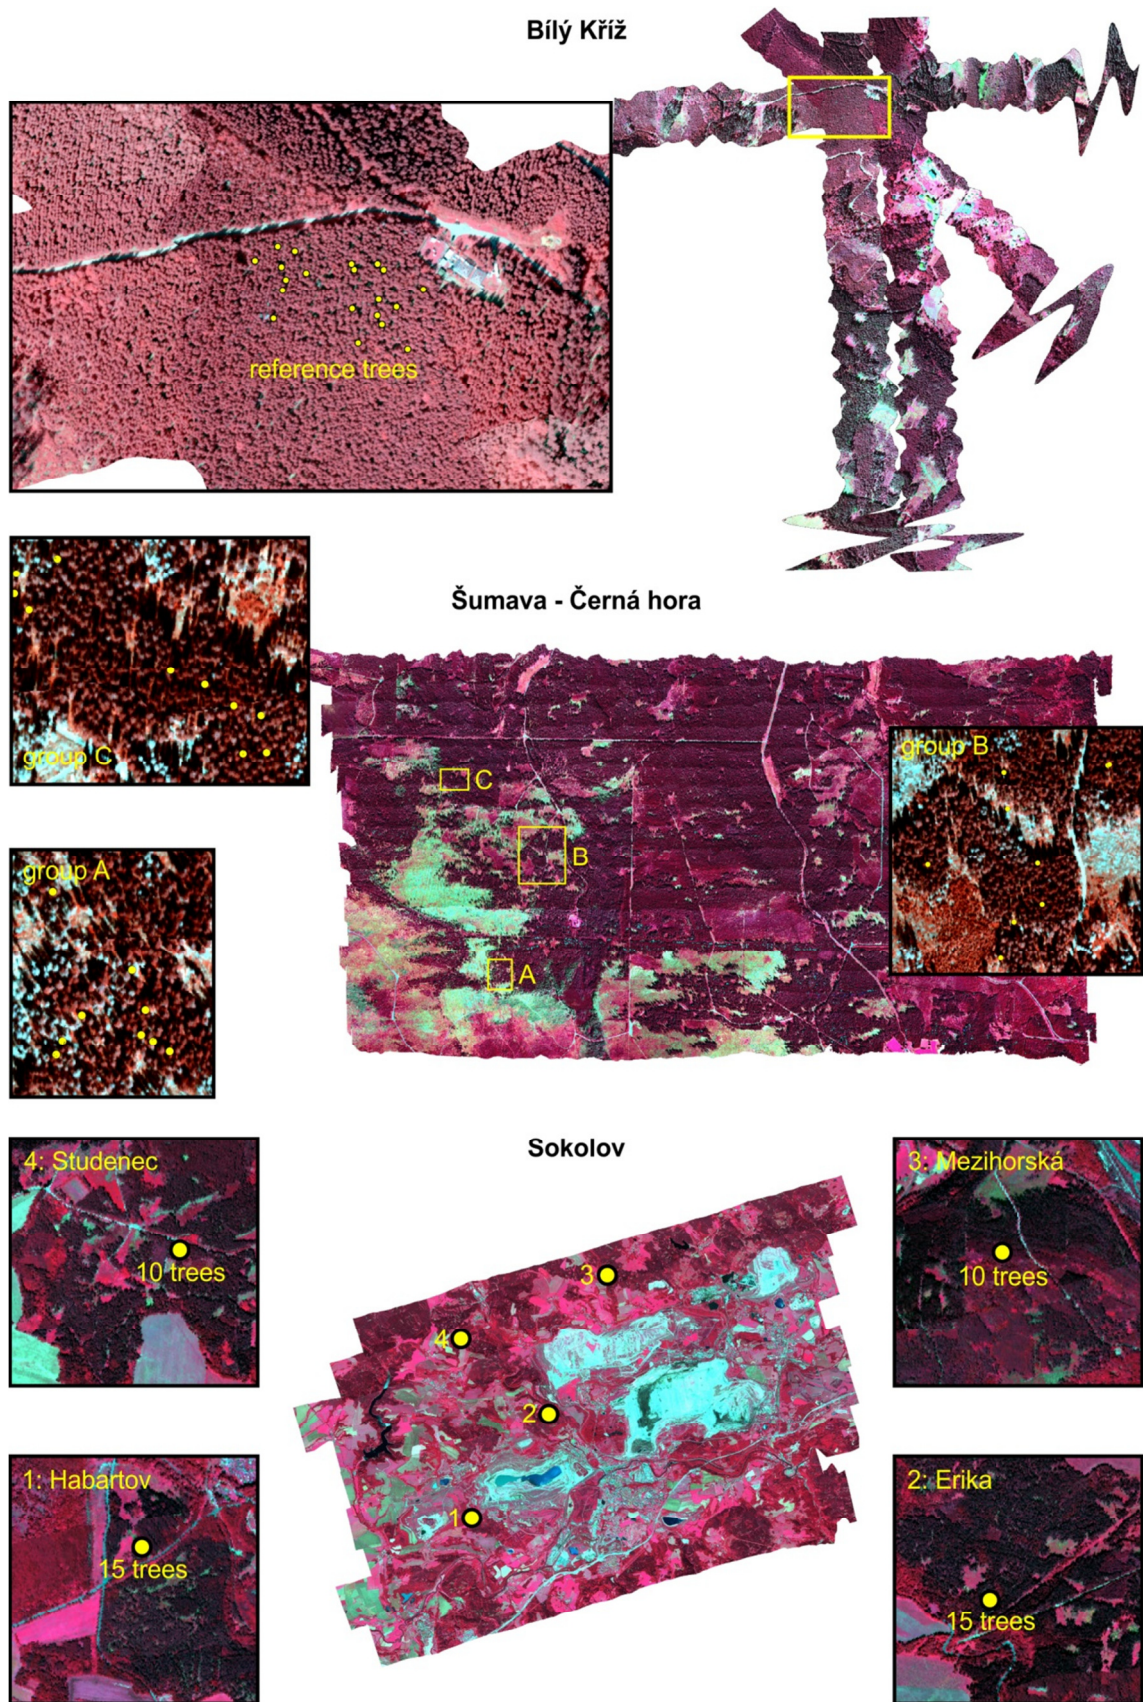 Bílý Kříž
reference trees
Šumava - Černá hora
group C
group B
C
B
group A
A
Sokolov
4: Studenec
10 trees
3: Mezihorská
10 trees
3
4
2
1
1: Habartov
15 trees
2: Erika
15 trees